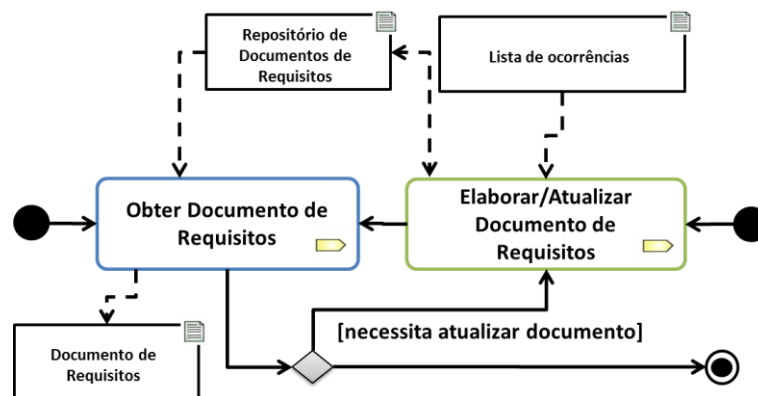 Repositório de
Documentos de
Requisitos
Lista de ocorrências
Obter Documento de
Requisitos
Elaborar/Atualizar
Documento de
Requisitos
[necessita atualizar documento]
Documento de
Requisitos